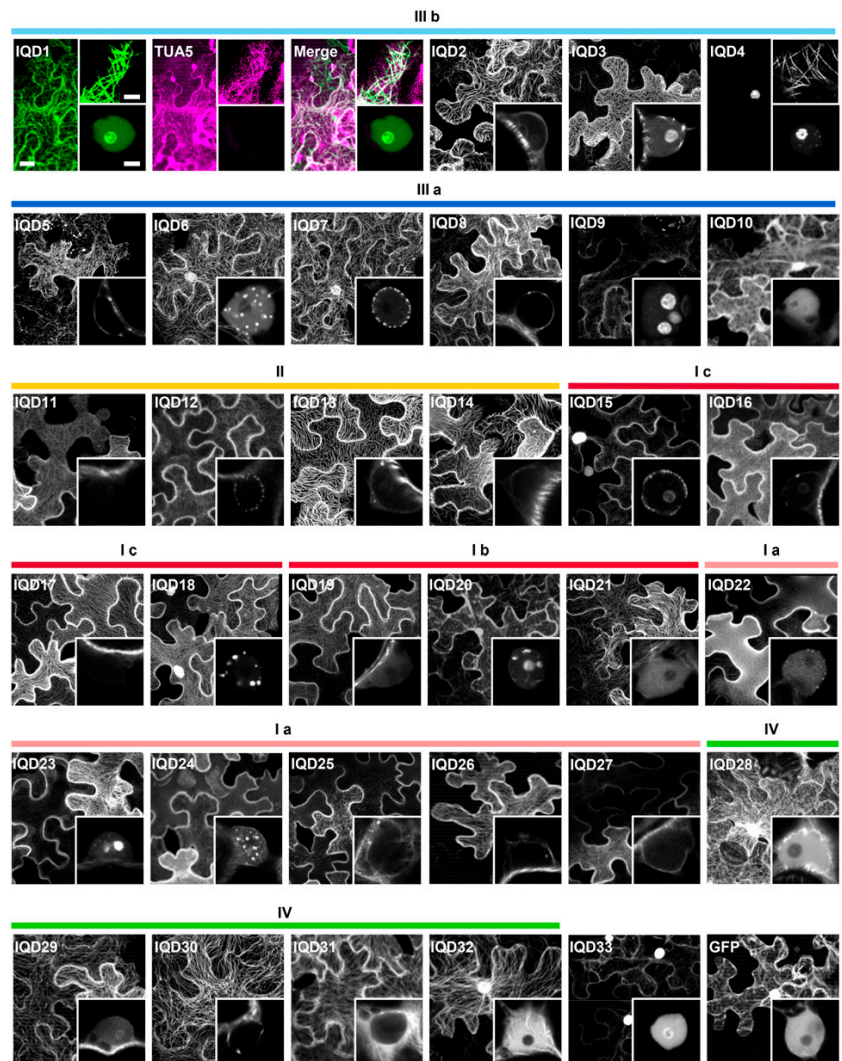 III b
IQD1 TUA5 Merge IQD2 IQD3 IQD4
III a
IQD5 IQD6 IQD7 IQD8 IQD9 IQD10
II I c
IQD11 IQD12 IQD13 IQD14 IQD15 IQD16
I c I b I a
IQD17 IQD18 IQD19 IQD20 IQD21 IQD22
I a IV
IQD23 IQD24 IQD25 IQD26 IQD27 IQD28
IV
IQD29 IQD30 IQD31 IQD32 IQD33 GFP